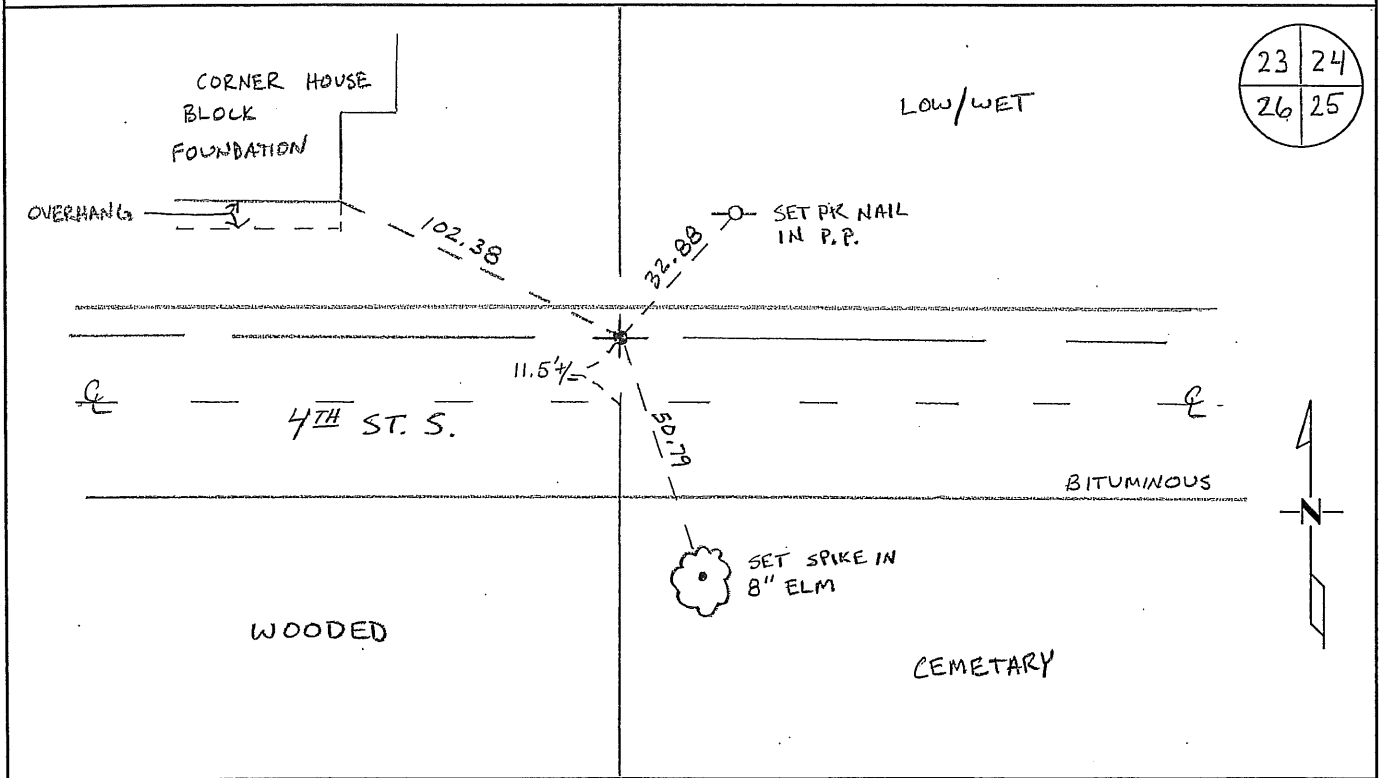 CORNER HOUSE
BLOCK
FOUNDATION
OVERHANG
LOW/WET
23 24
26 25
102.38
32.88
SET PK NAIL
IN P.P.
11.5'+/-
℄
℄
4TH ST. S.
50.79
BITUMINOUS
N
SET SPIKE IN
8" ELM
WOODED
CEMETARY